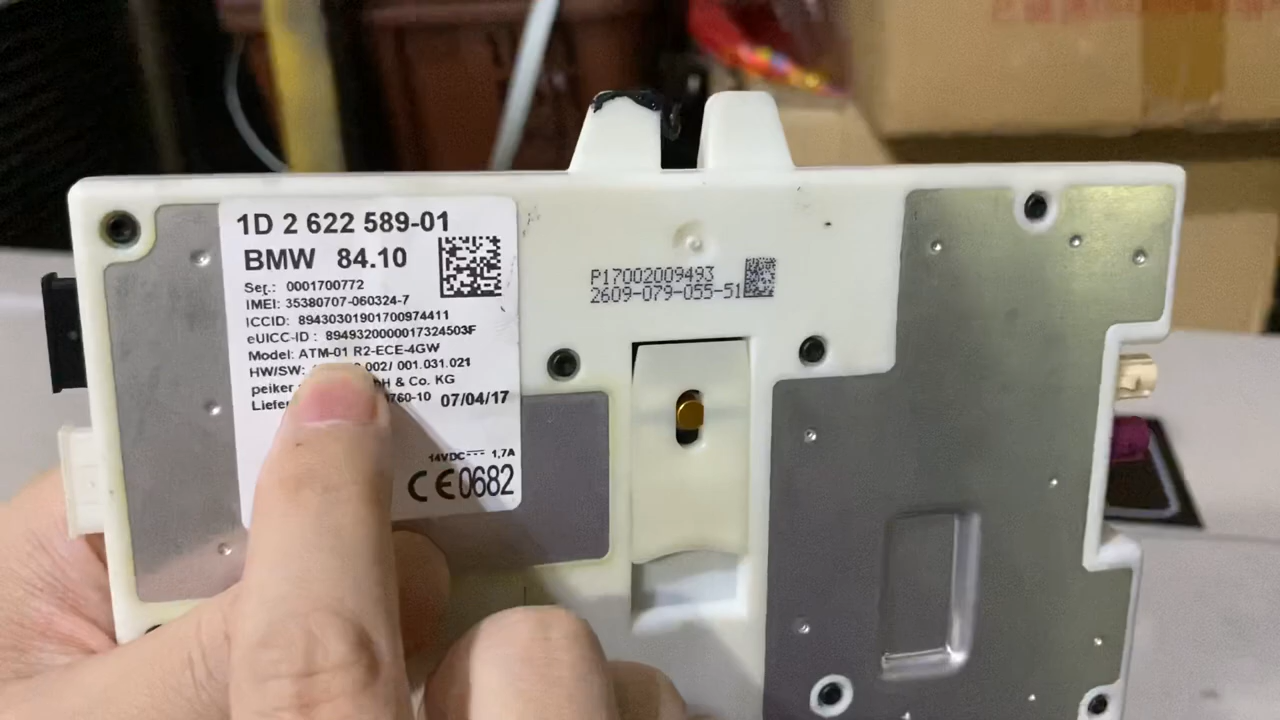 1D 2 622 589-01
BMW 84.10
Ser.: 0001700772
IMEI: 35380707-060324-7
ICCID: 89430301901700974411
eUICC-ID : 8949320000017324503F
Model: ATM-01 R2-ECE-4GW
HW/SW: 002/ 001.031.021
peiker & Co. KG
760-10 07/04/17
14VDC⎓ 1,7A
CE0682
P17002009493
2609-079-055-51